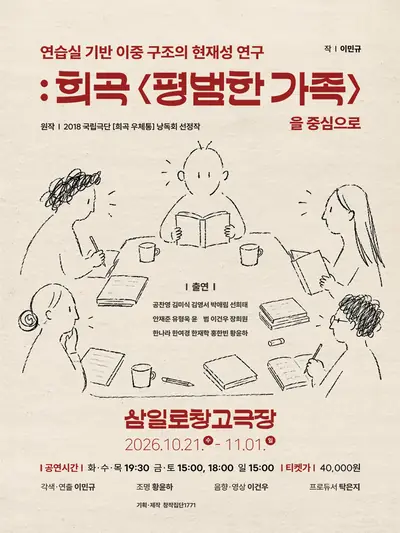 연습실 기반 이중 구조의 현재성 연구
작 | 이민규
: 희곡 <평범한 가족>
을 중심으로
원작 | 2018 국립극단 [희곡 우체통] 낭독회 선정작
| 출연 |
공찬영 김미식 김영서 박애림 선희태
안재준 유형욱 윤 범 이건우 장희원
한나라 한여경 한재학 홍한빈 황윤하
삼일로창고극장
2026.10.21.수 - 11.01.일
| 공연시간 | 화·수·목 19:30 금·토 15:00, 18:00 일 15:00 | 티켓가 | 40,000원
각색·연출 이민규 조명 황윤하 음향·영상 이건우 프로듀서 탁은지
기획·제작 창작집단1771